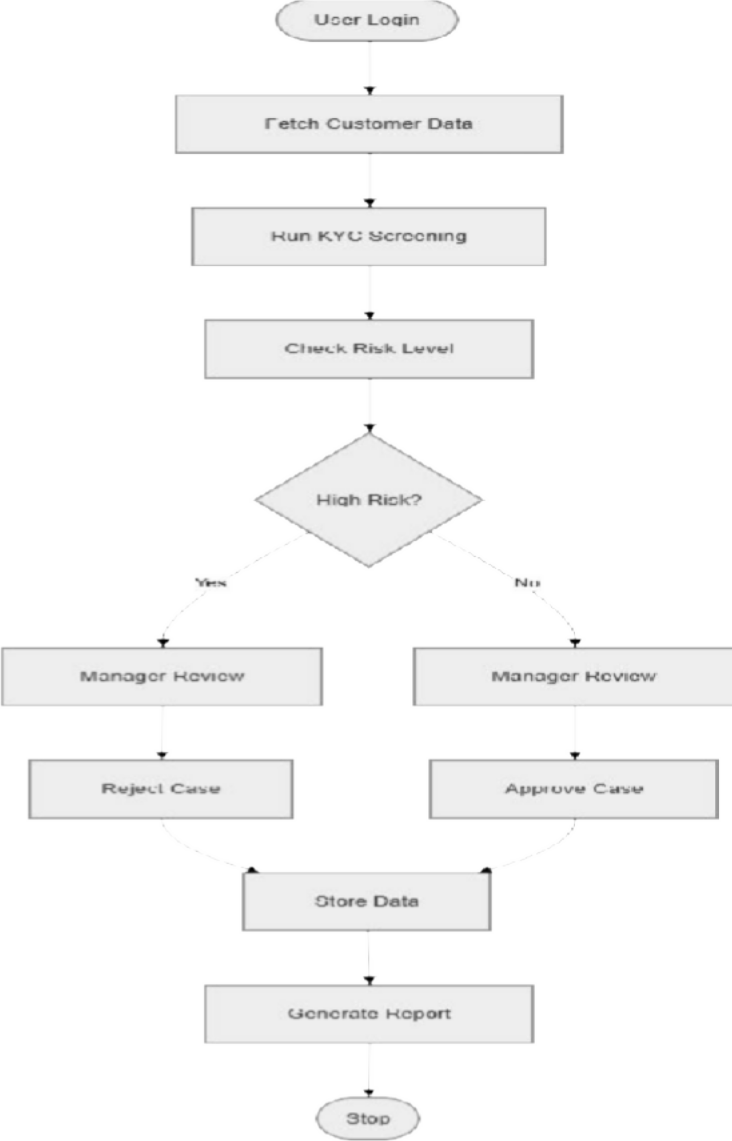 User Login
Fetch Customer Data
Run KYC Screening
Check Risk Level
High Risk?
Yes
No
Manager Review
Manager Review
Reject Case
Approve Case
Store Data
Generate Report
Stop